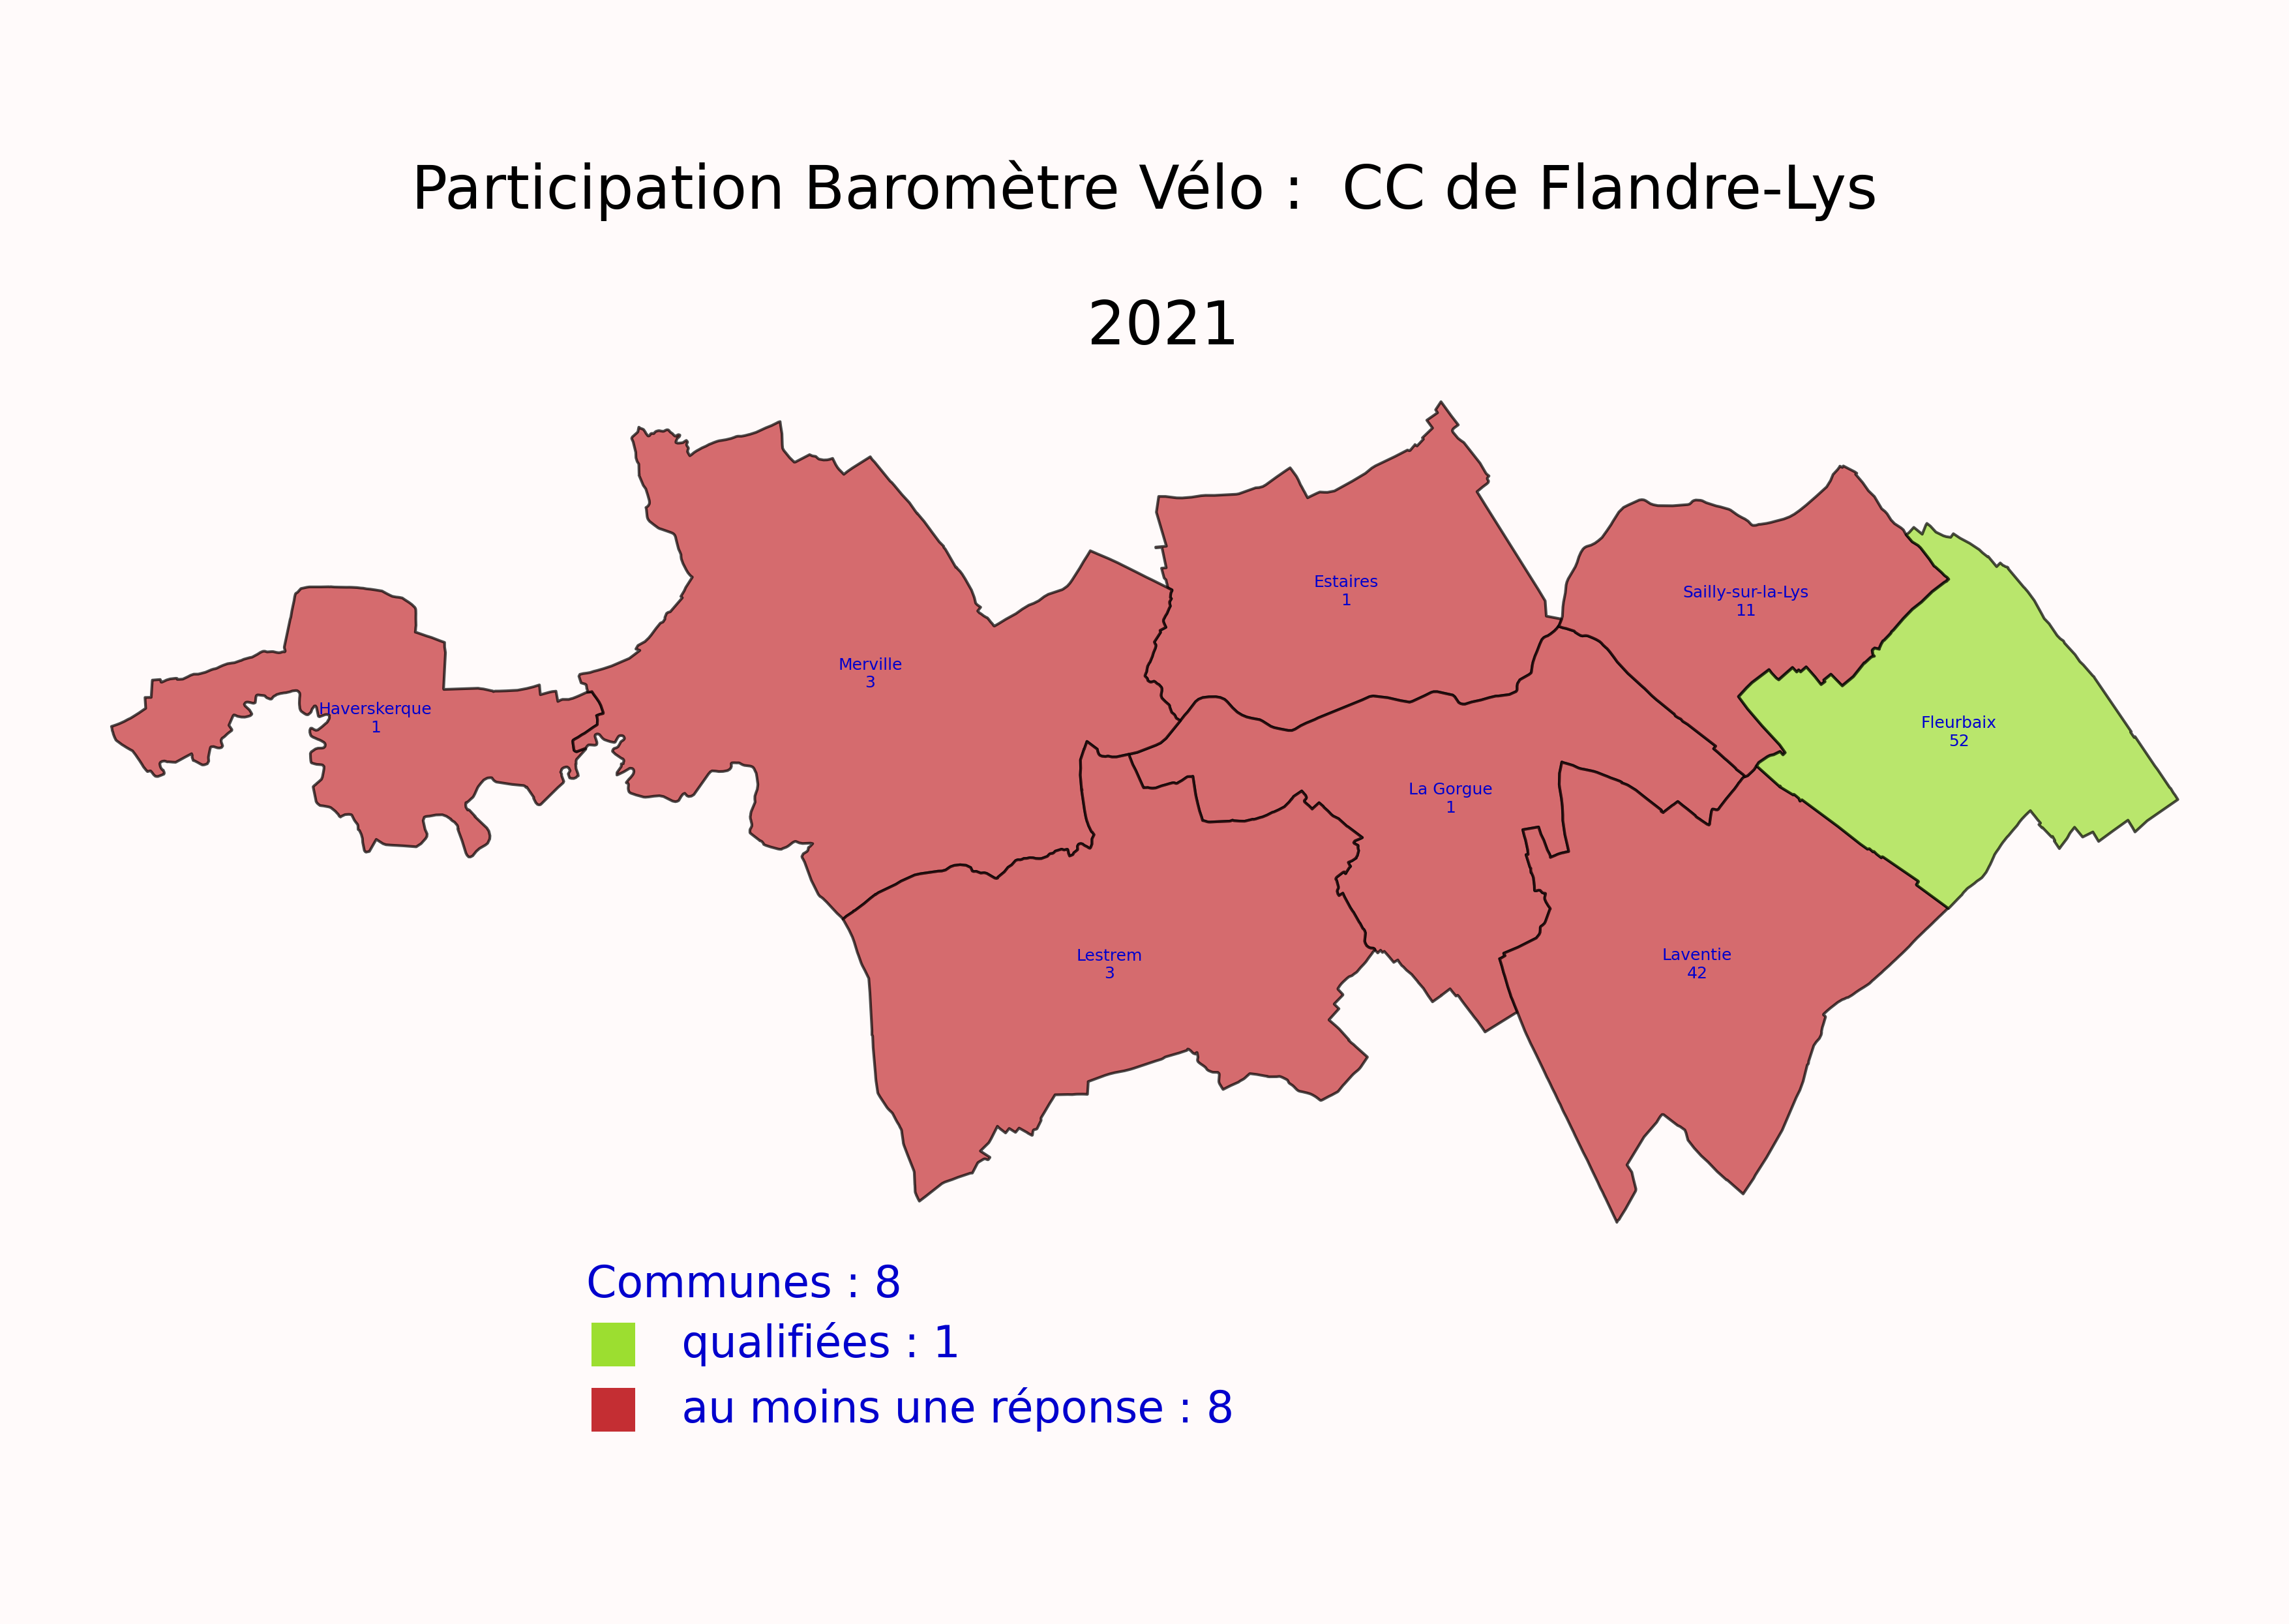 Participation Baromètre Vélo :  CC de Flandre-Lys
2021
Estaires
1
Sailly-sur-la-Lys
11
Merville
3
Haverskerque
1
Fleurbaix
52
La Gorgue
1
Lestrem
3
Laventie
42
Communes : 8
qualifiées : 1
au moins une réponse : 8